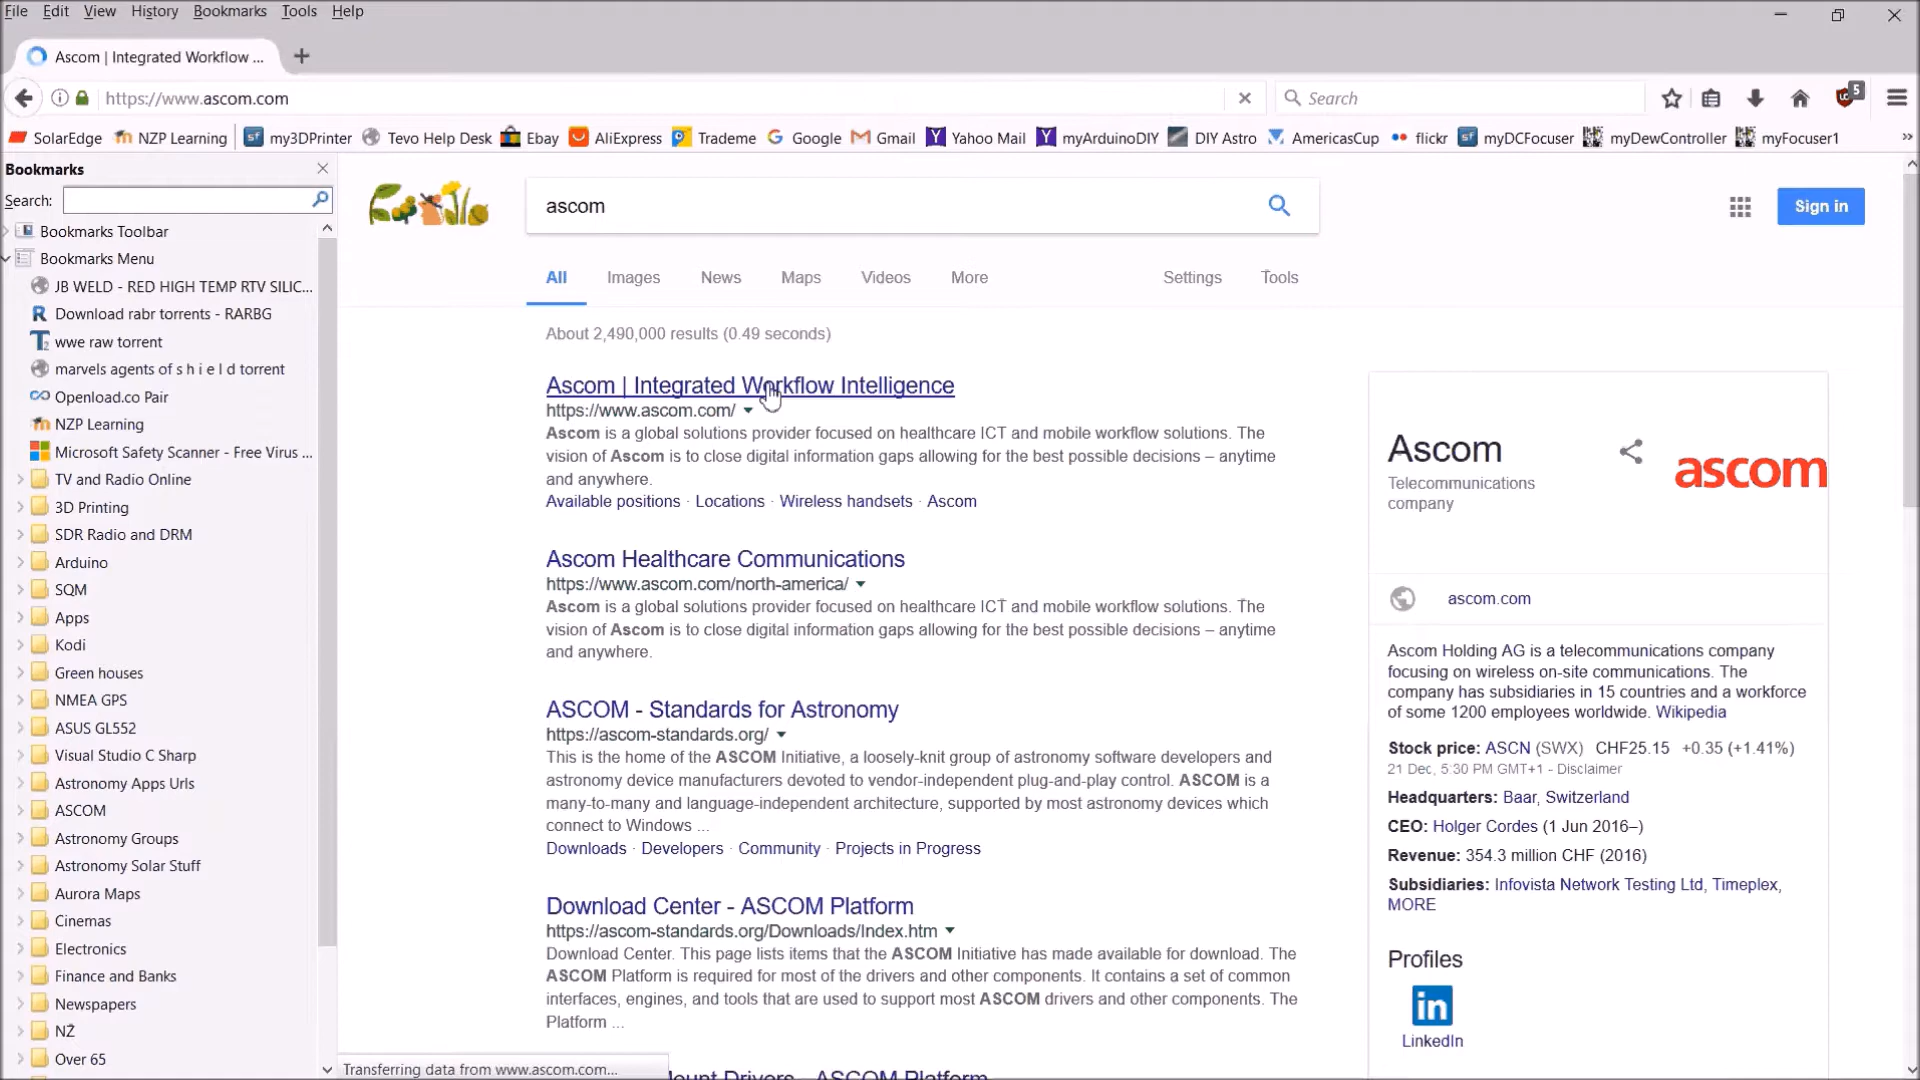 File Edit View History Bookmarks Tools Help
Ascom | Integrated Workflow ...
https://www.ascom.com
Search
5
SolarEdge NZP Learning my3DPrinter Tevo Help Desk Ebay AliExpress Trademe Google Gmail Yahoo Mail myArduinoDIY DIY Astro AmericasCup flickr myDCFocuser myDewController myFocuser1
Bookmarks
Search:
Bookmarks Toolbar
Bookmarks Menu
JB WELD - RED HIGH TEMP RTV SILIC...
Download rabr torrents - RARBG
wwe raw torrent
marvels agents of s h i e l d torrent
Openload.co Pair
NZP Learning
Microsoft Safety Scanner - Free Virus ...
TV and Radio Online
3D Printing
SDR Radio and DRM
Arduino
SQM
Apps
Kodi
Green houses
NMEA GPS
ASUS GL552
Visual Studio C Sharp
Astronomy Apps Urls
ASCOM
Astronomy Groups
Astronomy Solar Stuff
Aurora Maps
Cinemas
Electronics
Finance and Banks
Newspapers
NZ
Over 65
ascom
Sign in
All Images News Maps Videos More Settings Tools
About 2,490,000 results (0.49 seconds)
Ascom | Integrated Workflow Intelligence
https://www.ascom.com/
Ascom is a global solutions provider focused on healthcare ICT and mobile workflow solutions. The
vision of Ascom is to close digital information gaps allowing for the best possible decisions – anytime
and anywhere.
Available positions · Locations · Wireless handsets · Ascom
Ascom Healthcare Communications
https://www.ascom.com/north-america/
Ascom is a global solutions provider focused on healthcare ICT and mobile workflow solutions. The
vision of Ascom is to close digital information gaps allowing for the best possible decisions – anytime
and anywhere.
ASCOM - Standards for Astronomy
https://ascom-standards.org/
This is the home of the ASCOM Initiative, a loosely-knit group of astronomy software developers and
astronomy device manufacturers devoted to vendor-independent plug-and-play control. ASCOM is a
many-to-many and language-independent architecture, supported by most astronomy devices which
connect to Windows ...
Downloads · Developers · Community · Projects in Progress
Download Center - ASCOM Platform
https://ascom-standards.org/Downloads/Index.htm
Download Center. This page lists items that the ASCOM Initiative has made available for download. The
ASCOM Platform is required for most of the drivers and other components. It contains a set of common
interfaces, engines, and tools that are used to support most ASCOM drivers and other components. The
Platform ...
Mount Drivers - ASCOM Platform
Transferring data from www.ascom.com...
Ascom
Telecommunications
company
ascom
ascom.com
Ascom Holding AG is a telecommunications company
focusing on wireless on-site communications. The
company has subsidiaries in 15 countries and a workforce
of some 1200 employees worldwide. Wikipedia
Stock price: ASCN (SWX) CHF25.15 +0.35 (+1.41%)
21 Dec, 5:30 PM GMT+1 - Disclaimer
Headquarters: Baar, Switzerland
CEO: Holger Cordes (1 Jun 2016–)
Revenue: 354.3 million CHF (2016)
Subsidiaries: Infovista Network Testing Ltd, Timeplex,
MORE
Profiles
LinkedIn